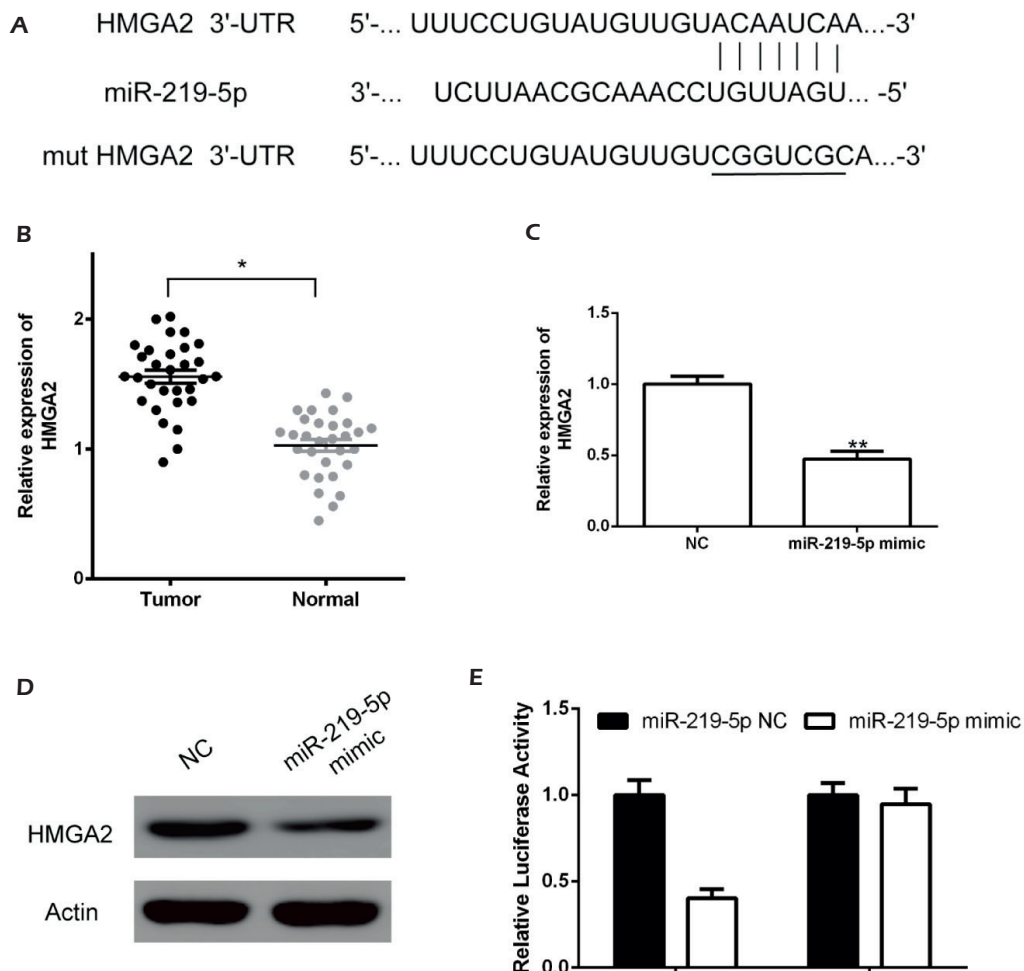 A
HMGA2 3'-UTR 5'-... UUUCCUGUAUGUUGUACAAUCAA...-3'
miR-219-5p 3'-... UCUUAACGCAAACCUGUUAGU... -5'
mut HMGA2 3'-UTR 5'-... UUUCCUGUAUGUUGUCGGUCGCA...-3'
B
*
Relative expression of
HMGA2
2
1
0
Tumor Normal
C
Relative expression of
HMGA2
1.5
1.0
0.5
0.0
**
NC miR-219-5p mimic
D
NC miR-219-5p
mimic
HMGA2
Actin
E
Relative Luciferase Activity
1.5
1.0
0.5
0.0
miR-219-5p NC miR-219-5p mimic